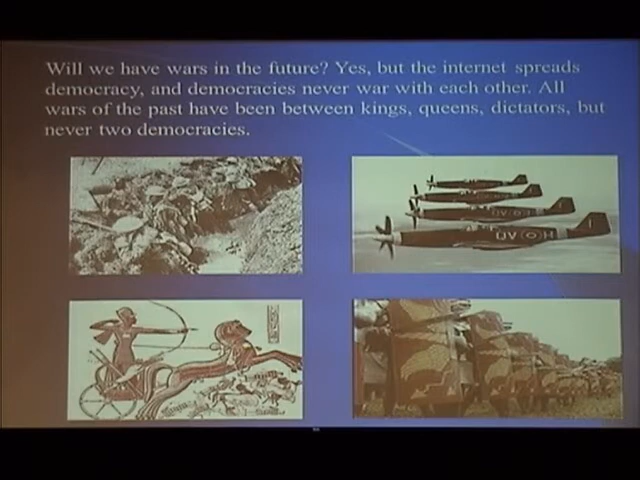 Will we have wars in the future? Yes, but the internet spreads
democracy, and democracies never war with each other. All
wars of the past have been between kings, queens, dictators, but
never two democracies.